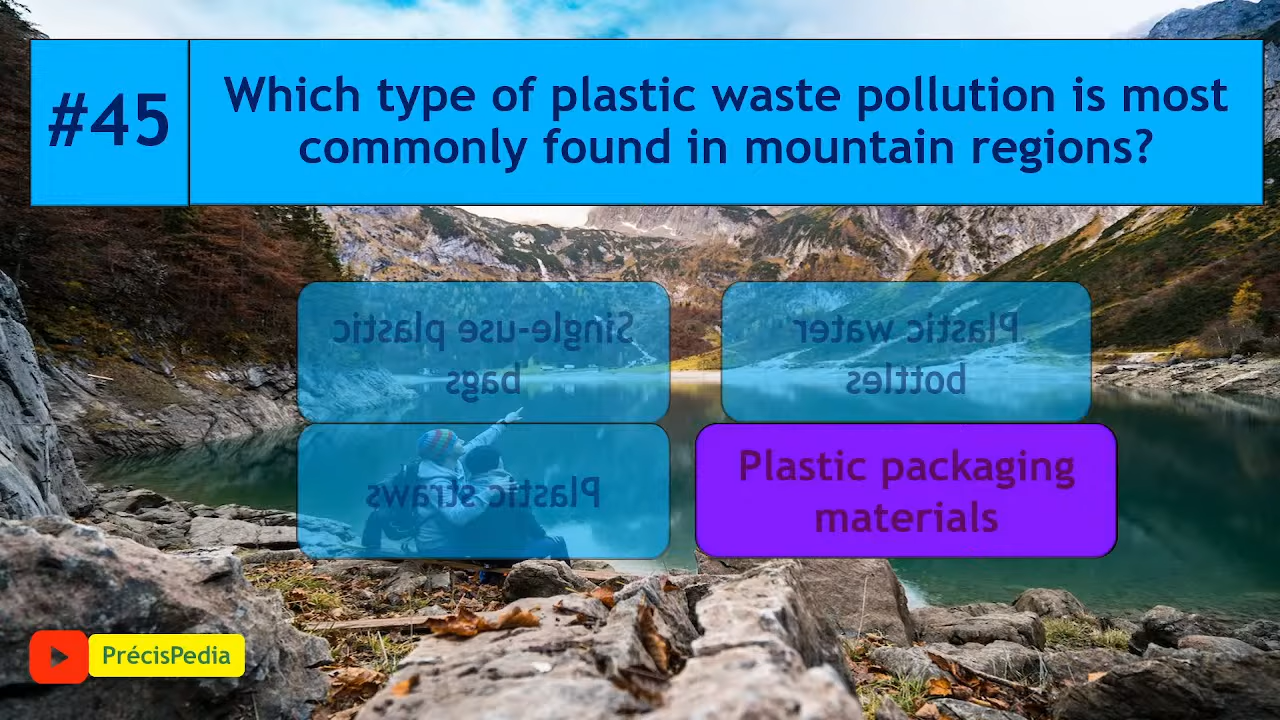 #45
Which type of plastic waste pollution is most
commonly found in mountain regions?
Single-use plastic
bags
Plastic water
bottles
Plastic straws
Plastic packaging
materials
PrécisPedia